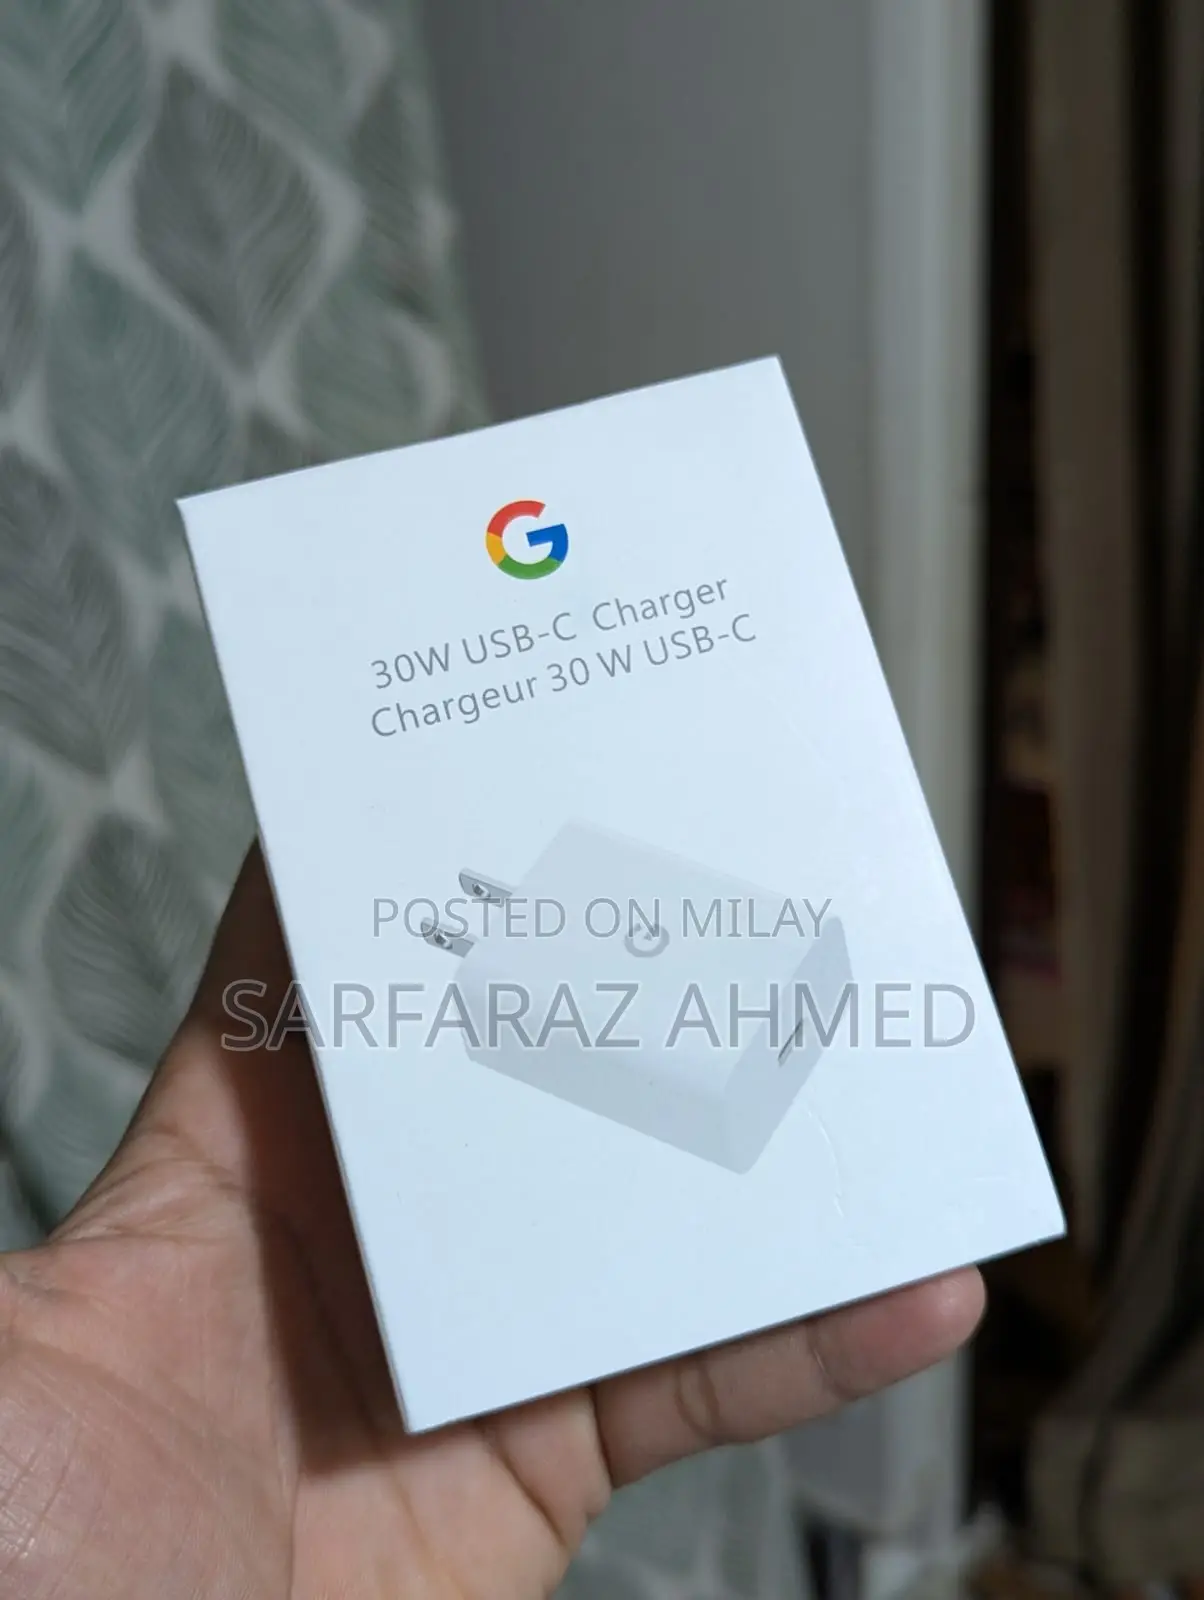 30W USB-C Charger
Chargeur 30 W USB-C
POSTED ON MILAY
SARFARAZ AHMED